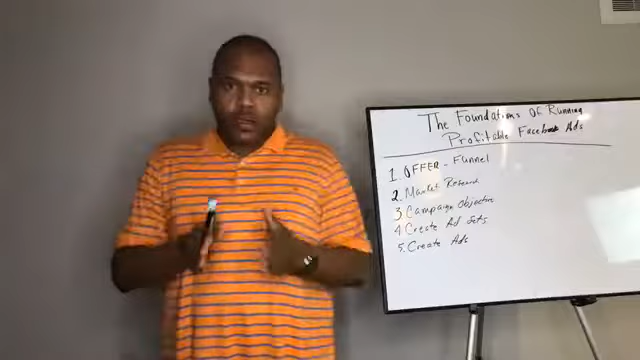 The Foundations Of Running
Profitable Facebook Ads
1. OFFER - Funnel
2. Market Research
3 Campaign Objective
4 Create Ad Sets
5. Create Ads